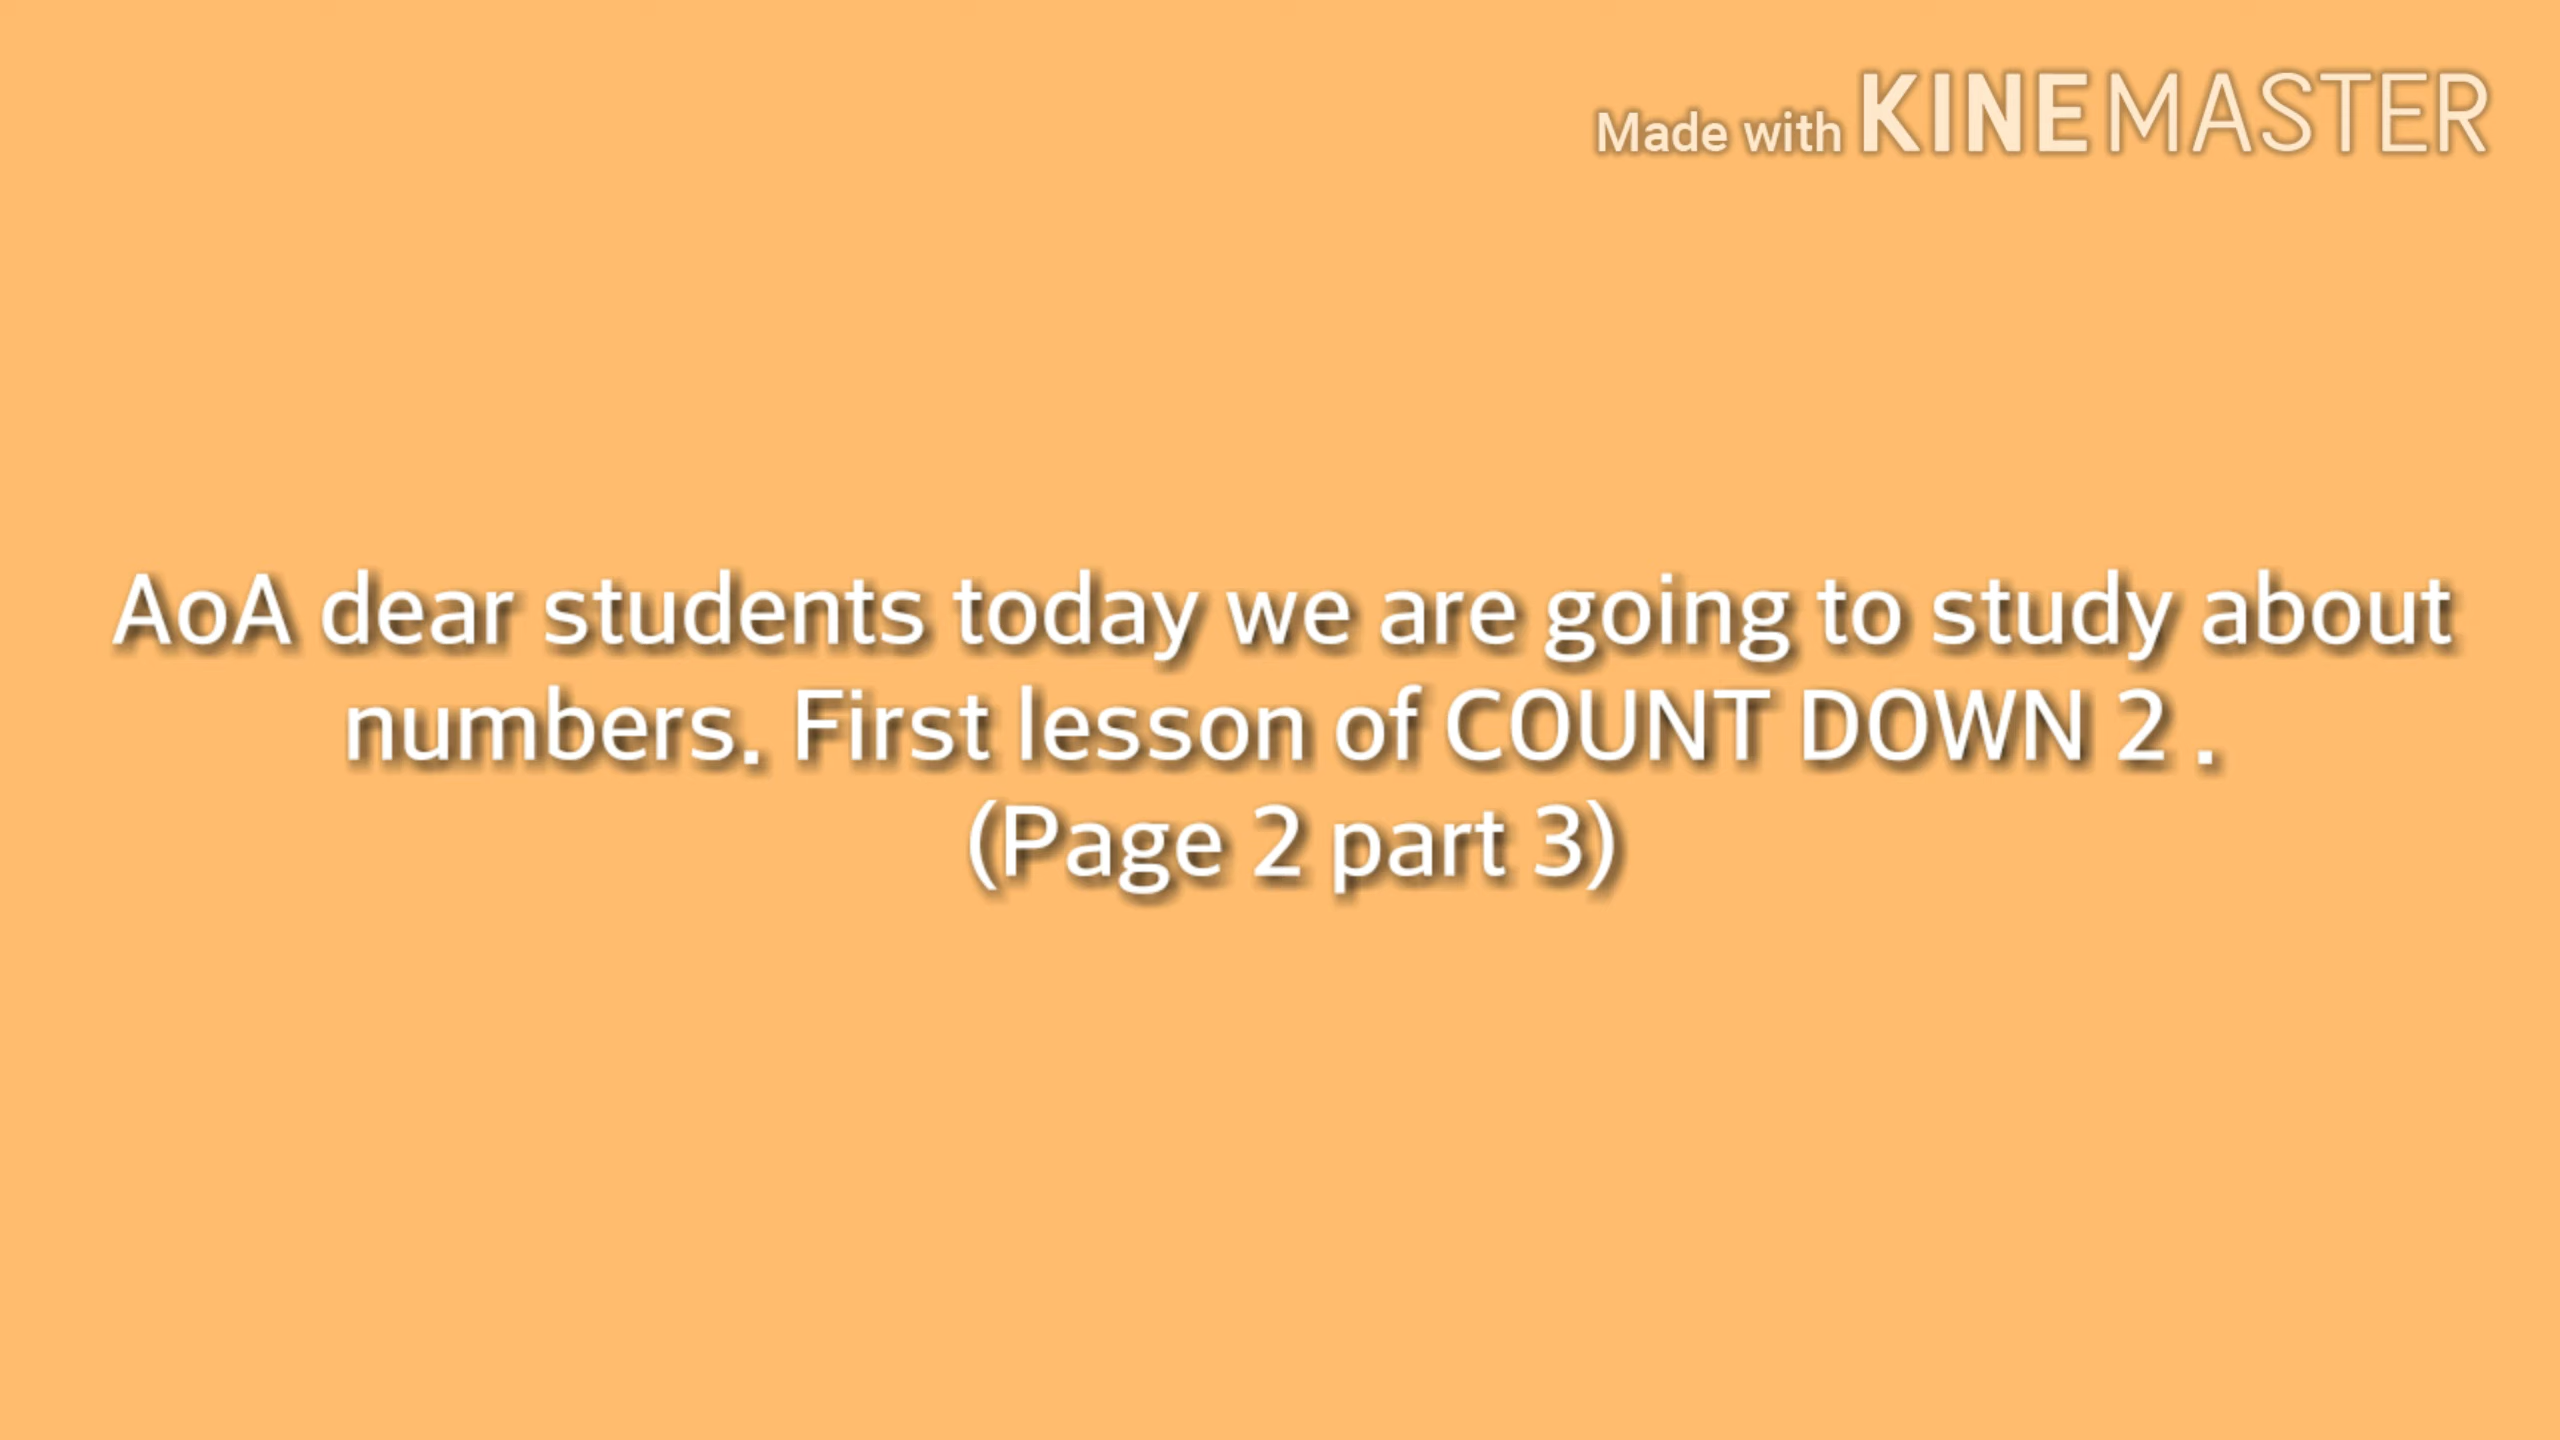 Made with KINEMASTER
AoA dear students today we are going to study about
numbers. First lesson of COUNT DOWN 2 .
(Page 2 part 3)